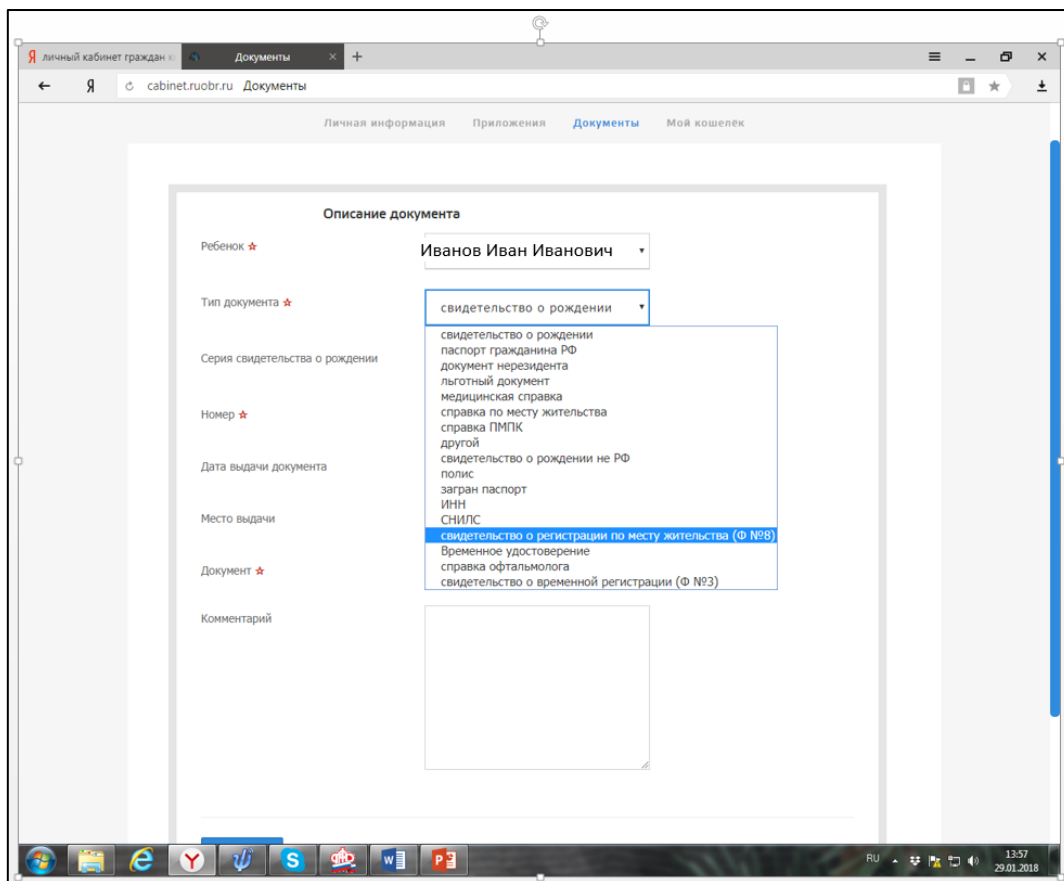 Я личный кабинет граждан к
Документы × +
Я cabinet.ruobr.ru Документы
Личная информация Приложения Документы Мой кошелёк
Описание документа
Ребенок
Иванов Иван Иванович
Тип документа
свидетельство о рождении
свидетельство о рождении
паспорт гражданина РФ
документ нерезидента
льготный документ
медицинская справка
справка по месту жительства
справка ПМПК
другой
свидетельство о рождении не РФ
полис
загран паспорт
ИНН
СНИЛС
свидетельство о регистрации по месту жительства (Ф №8)
Временное удостоверение
справка офтальмолога
свидетельство о временной регистрации (Ф №3)
Серия свидетельства о рождении
Номер
Дата выдачи документа
Место выдачи
Документ
Комментарий
RU
13:57
29.01.2018